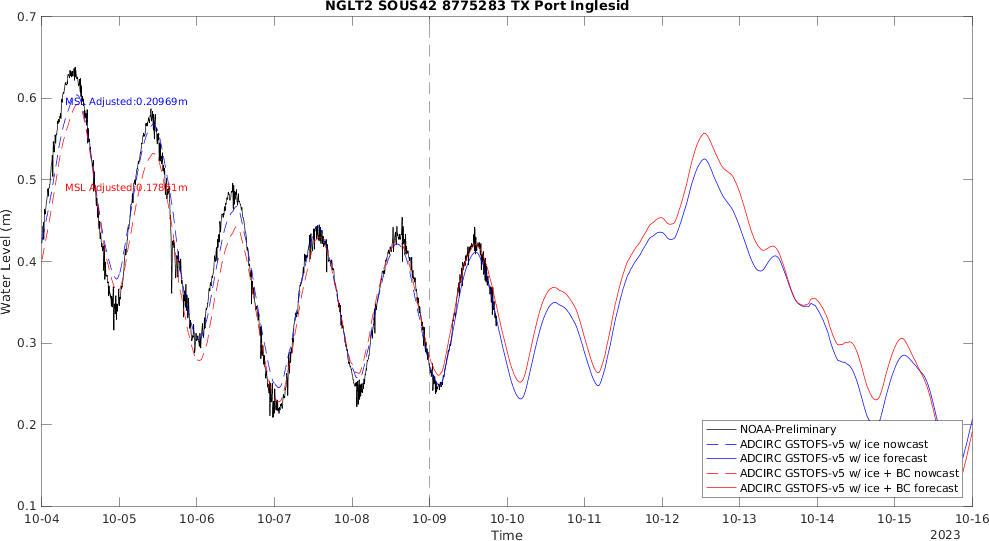 NGLT2 SOUS42 8775283 TX Port Inglesid
0.7
0.6
0.5
0.4
0.3
0.2
0.1
Water Level (m)
MSL Adjusted:0.20969m
MSL Adjusted
NOAA-Preliminary
ADCIRC GSTOFS-v5 w/ ice nowcast
ADCIRC GSTOFS-v5 w/ ice forecast
ADCIRC GSTOFS-v5 w/ ice + BC nowcast
ADCIRC GSTOFS-v5 w/ ice + BC forecast
10-04 10-05 10-06 10-07 10-08 10-09 10-10 10-11 10-12 10-13 10-14 10-15 10-16
Time
2023